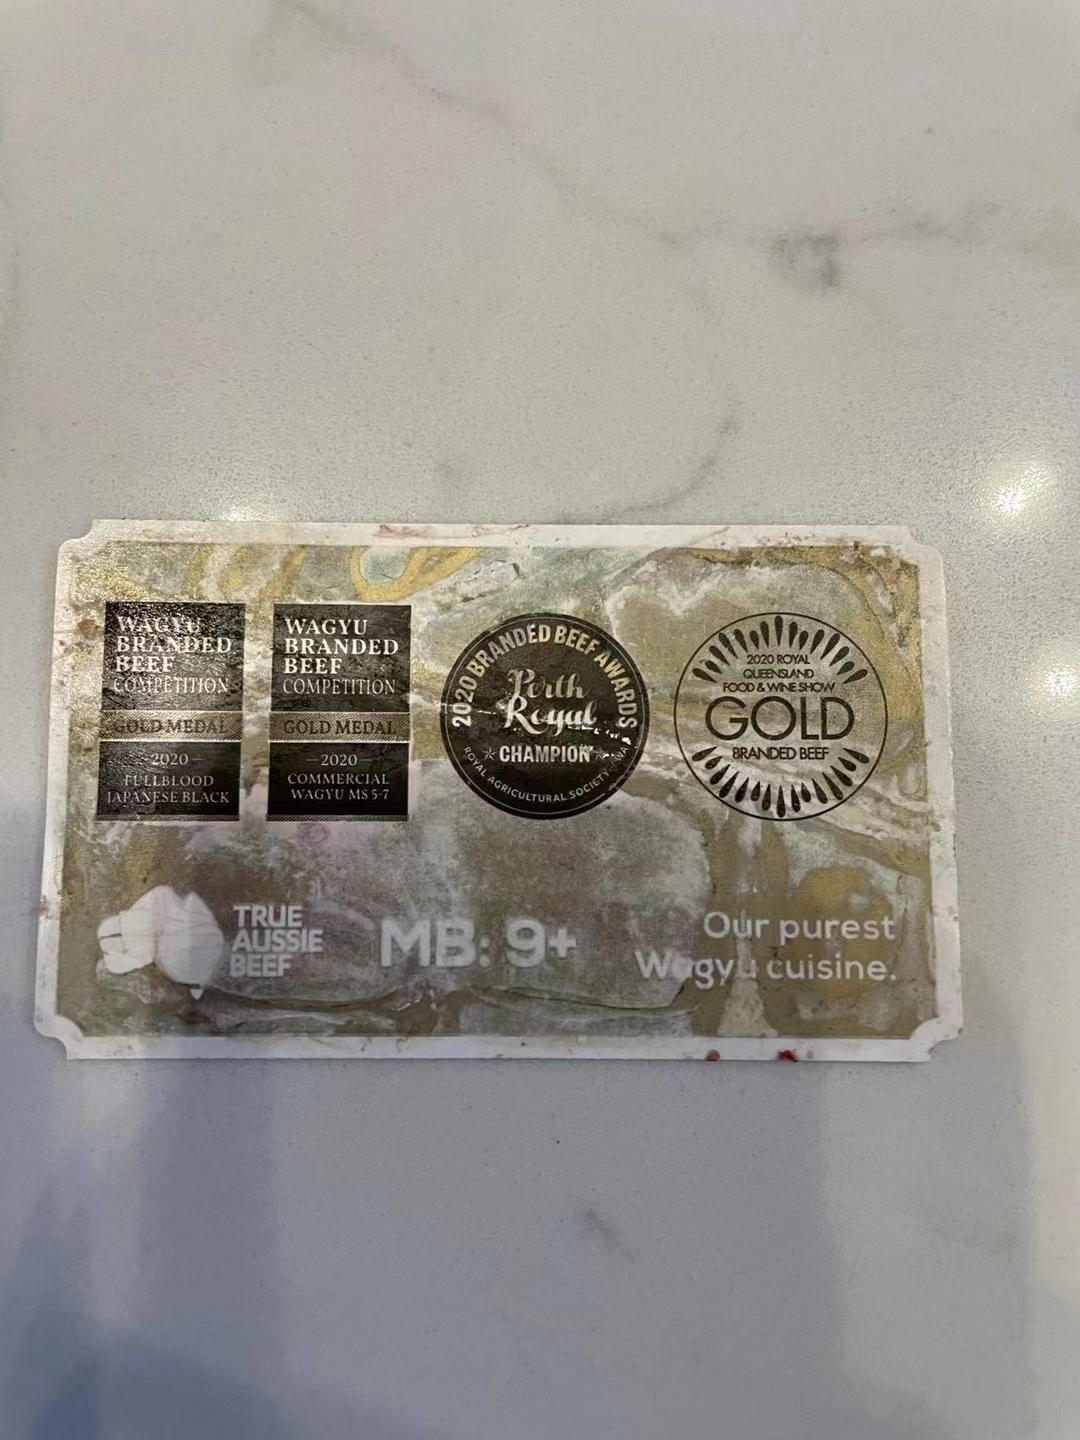 WAGYU
BRANDED
BEEF
COMPETITION
GOLD MEDAL
—2020—
FULLBLOOD
JAPANESE BLACK
WAGYU
BRANDED
BEEF
COMPETITION
GOLD MEDAL
—2020—
COMMERCIAL
WAGYU MS 5-7
2020 BRANDED BEEF AWARDS
Perth
Royal
CHAMPION
ROYAL AGRICULTURAL SOCIETY WA
2020 ROYAL
QUEENSLAND
FOOD & WINE SHOW
GOLD
BRANDED BEEF
TRUE
AUSSIE
BEEF
MB: 9+
Our purest
Wagyu cuisine.